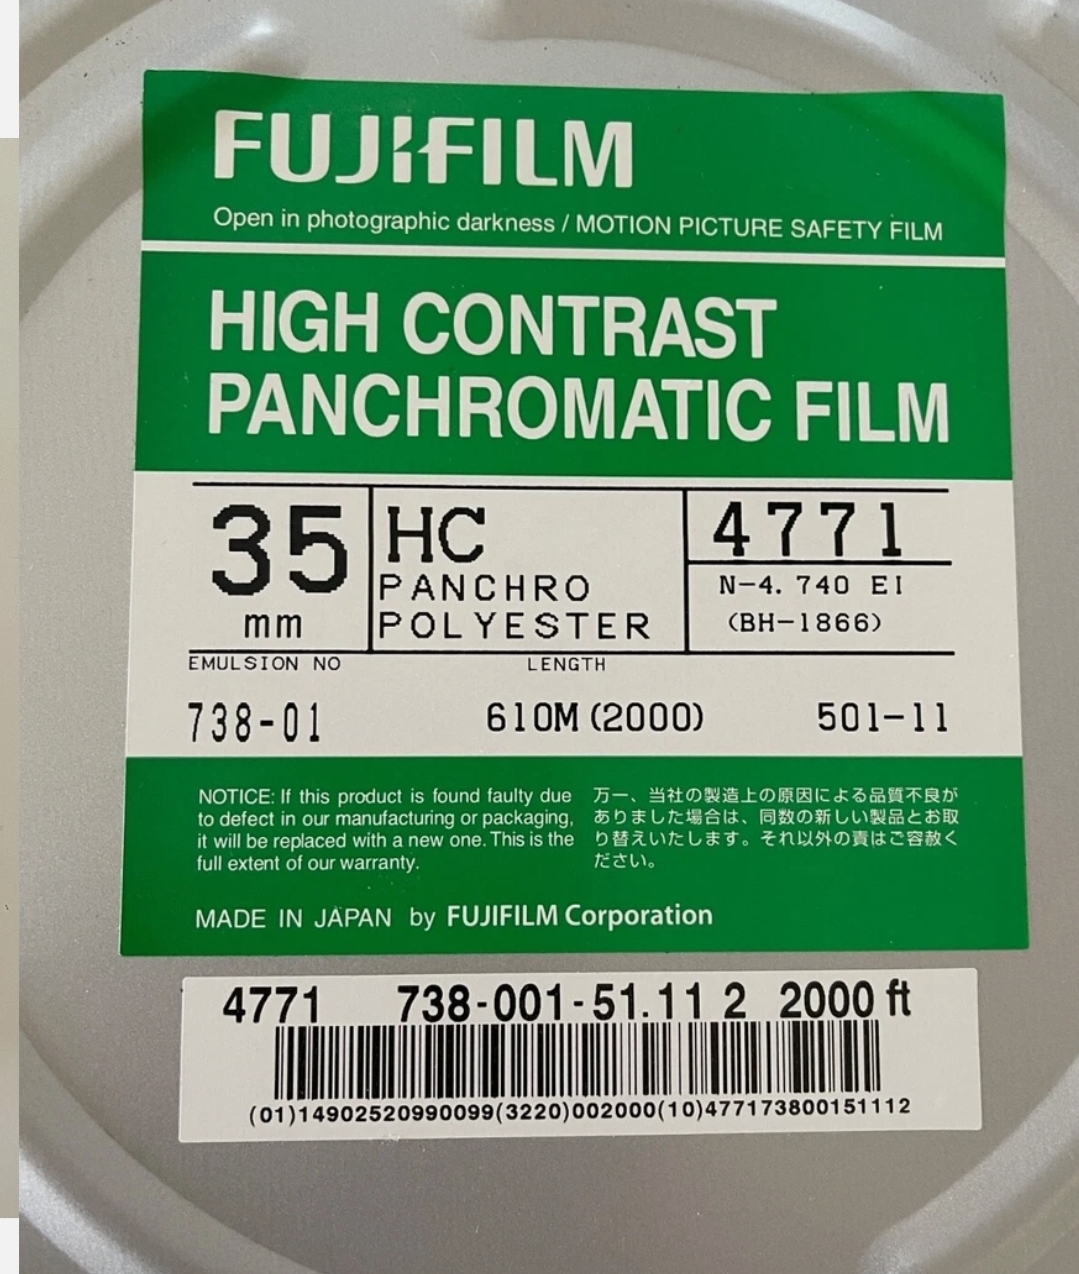 FUJIFILM
Open in photographic darkness / MOTION PICTURE SAFETY FILM
HIGH CONTRAST
PANCHROMATIC FILM
35
mm
HC
PANCHRO
POLYESTER
4771
N-4. 740 EI
(BH-1866)
EMULSION NO
LENGTH
738-01
610M (2000)
501-11
NOTICE: If this product is found faulty due
to defect in our manufacturing or packaging,
it will be replaced with a new one. This is the
full extent of our warranty.
万一、当社の製造上の原因による品質不良が
ありました場合は、同数の新しい製品とお取
り替えいたします。それ以外の責はご容赦く
ださい。
MADE IN JAPAN by FUJIFILM Corporation
4771 738-001-51.11 2 2000 ft
(01)14902520990099(3220)002000(10)477173800151112